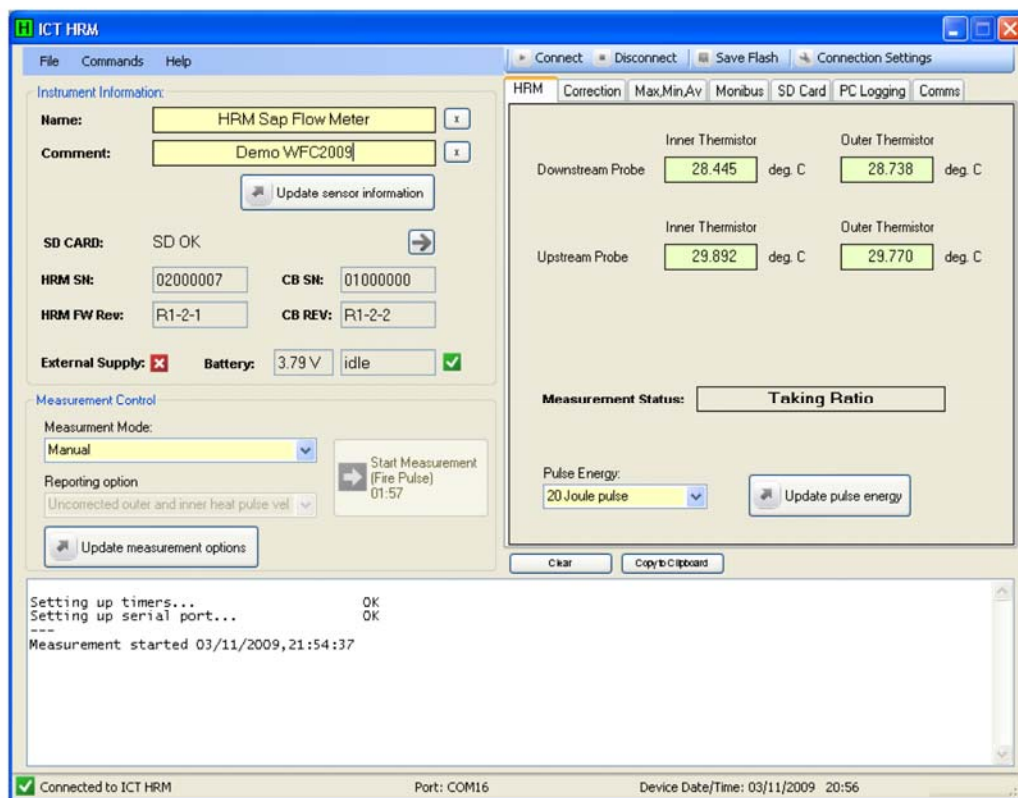 ICT HRM
File Commands Help
Connect Disconnect Save Flash Connection Settings
Instrument Information:
Name: HRM Sap Flow Meter x
Comment: Demo WFC2009 x
Update sensor information
SD CARD: SD OK
HRM SN: 02000007 CB SN: 01000000
HRM FW Rev: R1-2-1 CB REV: R1-2-2
External Supply: Battery: 3.79 V idle
Measurement Control
Measurment Mode:
Manual
Reporting option
Uncorrected outer and inner heat pulse vel
Start Measurement
(Fire Pulse)
01:57
Update measurement options
HRM Correction Max,Min,Av Monibus SD Card PC Logging Comms
Inner Thermistor Outer Thermistor
Downstream Probe 28.445 deg. C 28.738 deg. C
Inner Thermistor Outer Thermistor
Upstream Probe 29.892 deg. C 29.770 deg. C
Measurement Status: Taking Ratio
Pulse Energy:
20 Joule pulse Update pulse energy
Clear Copy to Clipboard
Setting up timers... OK
Setting up serial port... OK
---
Measurement started 03/11/2009,21:54:37
Connected to ICT HRM Port: COM16 Device Date/Time: 03/11/2009 20:56